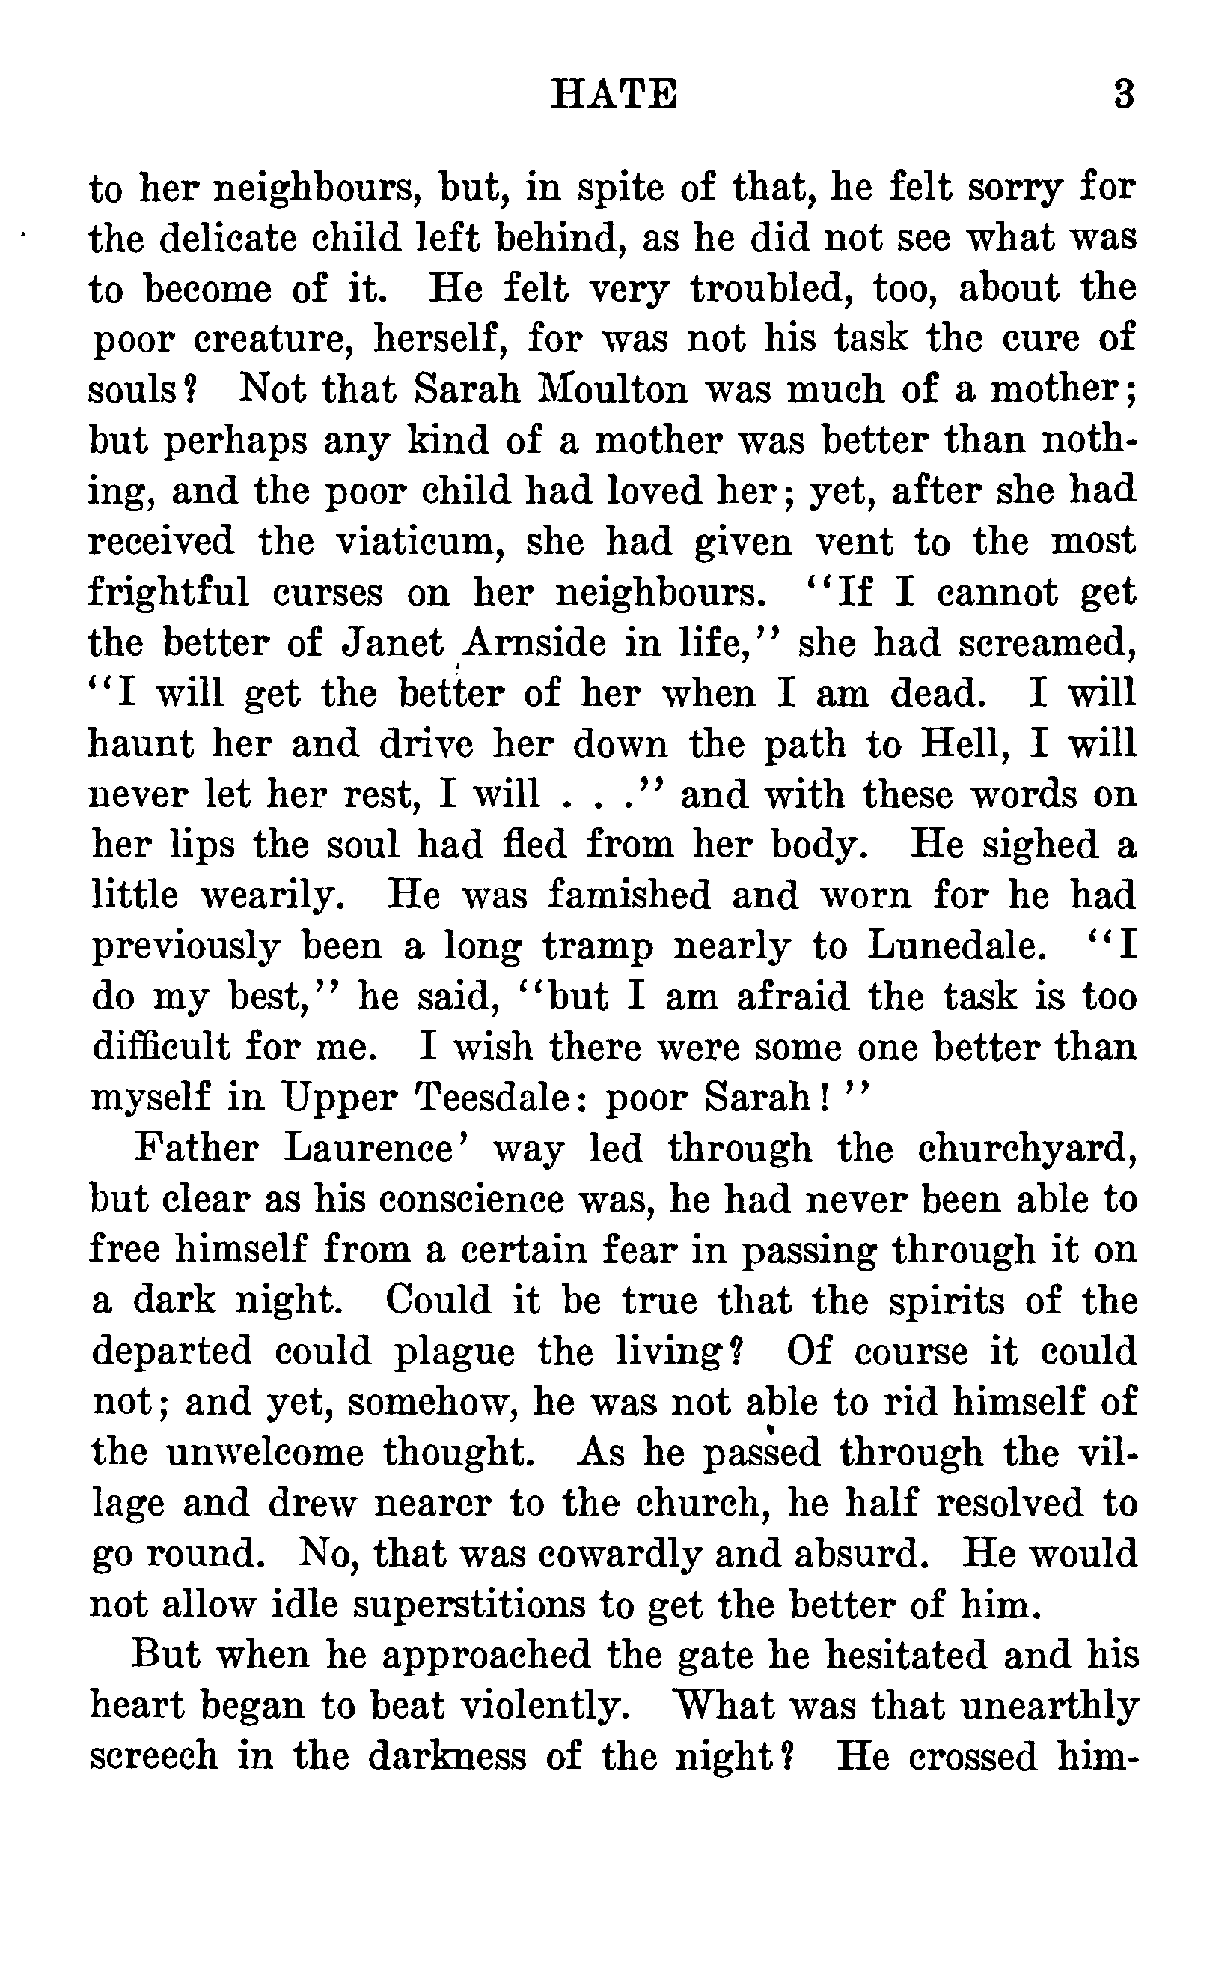 HATE 3
to her neighbours, but, in spite of that, he felt sorry for
the delicate child left behind, as he did not see what was
to become of it. He felt very troubled, too, about the
poor creature, herself, for was not his task the cure of
souls? Not that Sarah Moulton was much of a mother;
but perhaps any kind of a mother was better than noth-
ing, and the poor child had loved her; yet, after she had
received the viaticum, she had given vent to the most
frightful curses on her neighbours. "If I cannot get
the better of Janet Arnside in life," she had screamed,
"I will get the better of her when I am dead. I will
haunt her and drive her down the path to Hell, I will
never let her rest, I will . . ." and with these words on
her lips the soul had fled from her body. He sighed a
little wearily. He was famished and worn for he had
previously been a long tramp nearly to Lunedale. "I
do my best," he said, "but I am afraid the task is too
difficult for me. I wish there were some one better than
myself in Upper Teesdale: poor Sarah!"
Father Laurence' way led through the churchyard,
but clear as his conscience was, he had never been able to
free himself from a certain fear in passing through it on
a dark night. Could it be true that the spirits of the
departed could plague the living? Of course it could
not; and yet, somehow, he was not able to rid himself of
the unwelcome thought. As he passed through the vil-
lage and drew nearer to the church, he half resolved to
go round. No, that was cowardly and absurd. He would
not allow idle superstitions to get the better of him.
But when he approached the gate he hesitated and his
heart began to beat violently. What was that unearthly
screech in the darkness of the night? He crossed him-